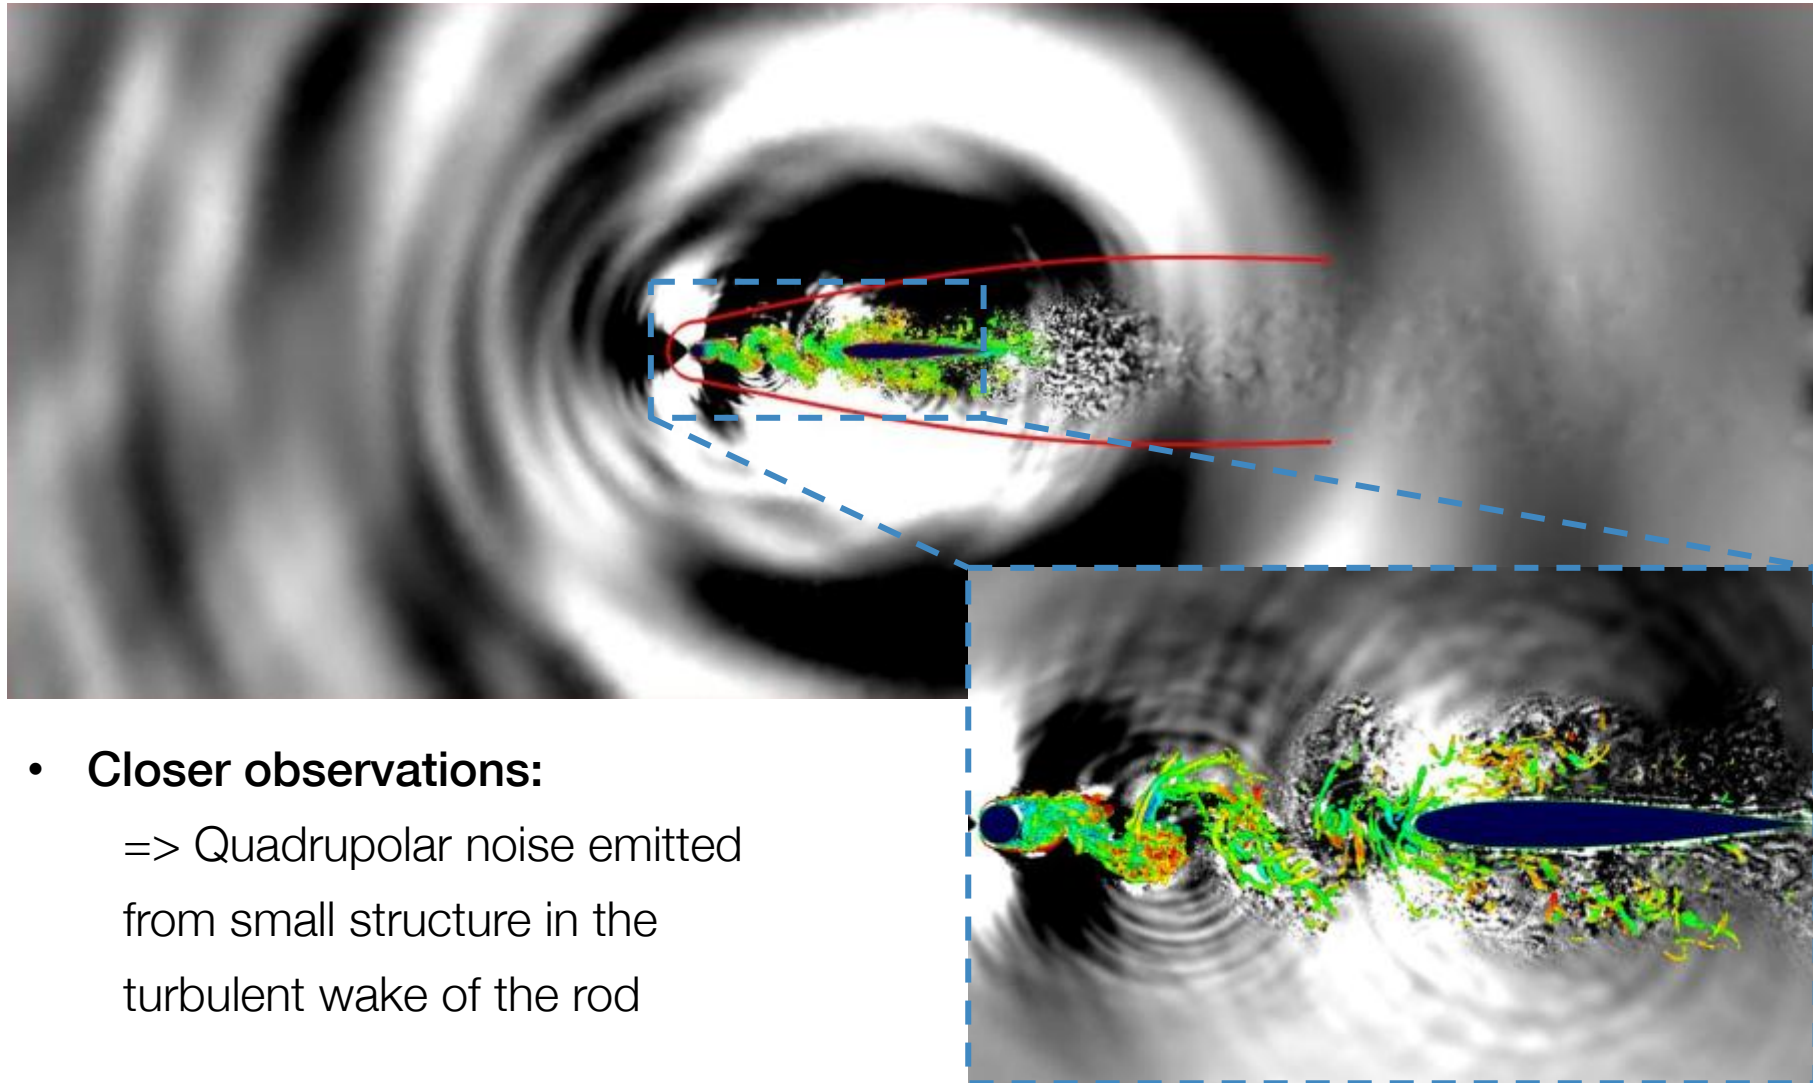 • Closer observations:
=> Quadrupolar noise emitted
from small structure in the
turbulent wake of the rod